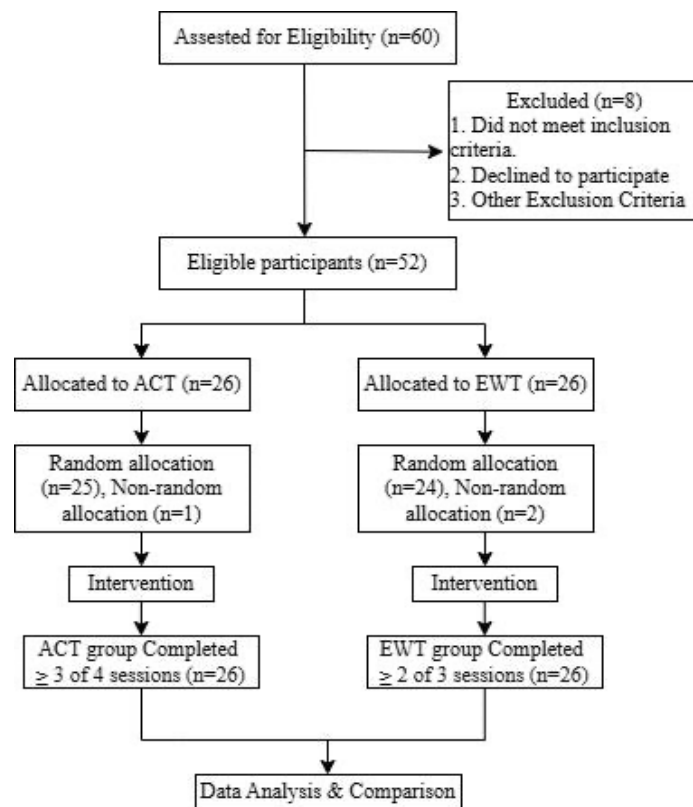 Assested for Eligibility (n=60)
Excluded (n=8)
1. Did not meet inclusion
criteria.
2. Declined to participate
3. Other Exclusion Criteria
Eligible participants (n=52)
Allocated to ACT (n=26)
Allocated to EWT (n=26)
Random allocation
(n=25), Non-random
allocation (n=1)
Random allocation
(n=24), Non-random
allocation (n=2)
Intervention
Intervention
ACT group Completed
≥ 3 of 4 sessions (n=26)
EWT group Completed
≥ 2 of 3 sessions (n=26)
Data Analysis & Comparison